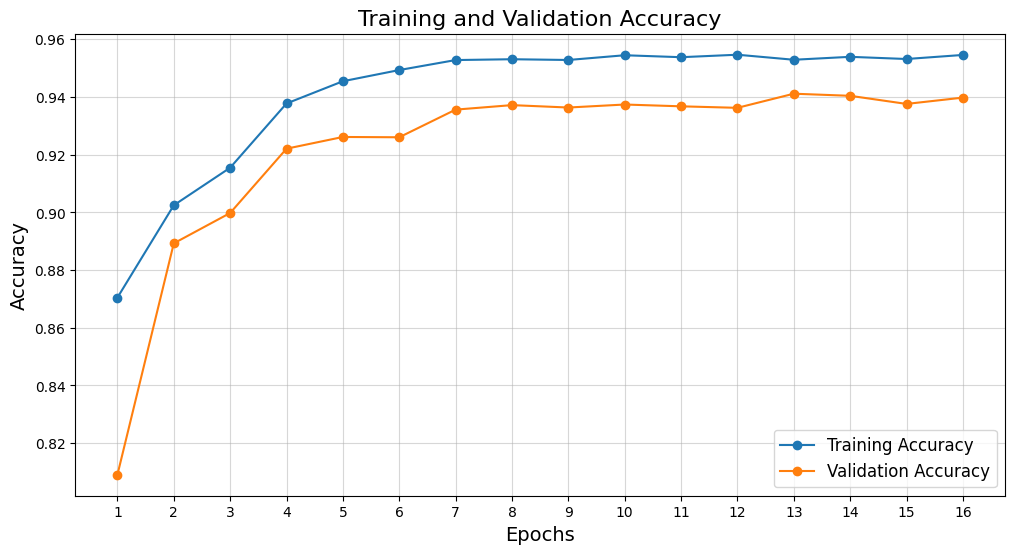 Training and Validation Accuracy
0.96
0.94
0.92
0.90
0.88
0.86
0.84
0.82
Accuracy
Training Accuracy
Validation Accuracy
1 2 3 4 5 6 7 8 9 10 11 12 13 14 15 16
Epochs